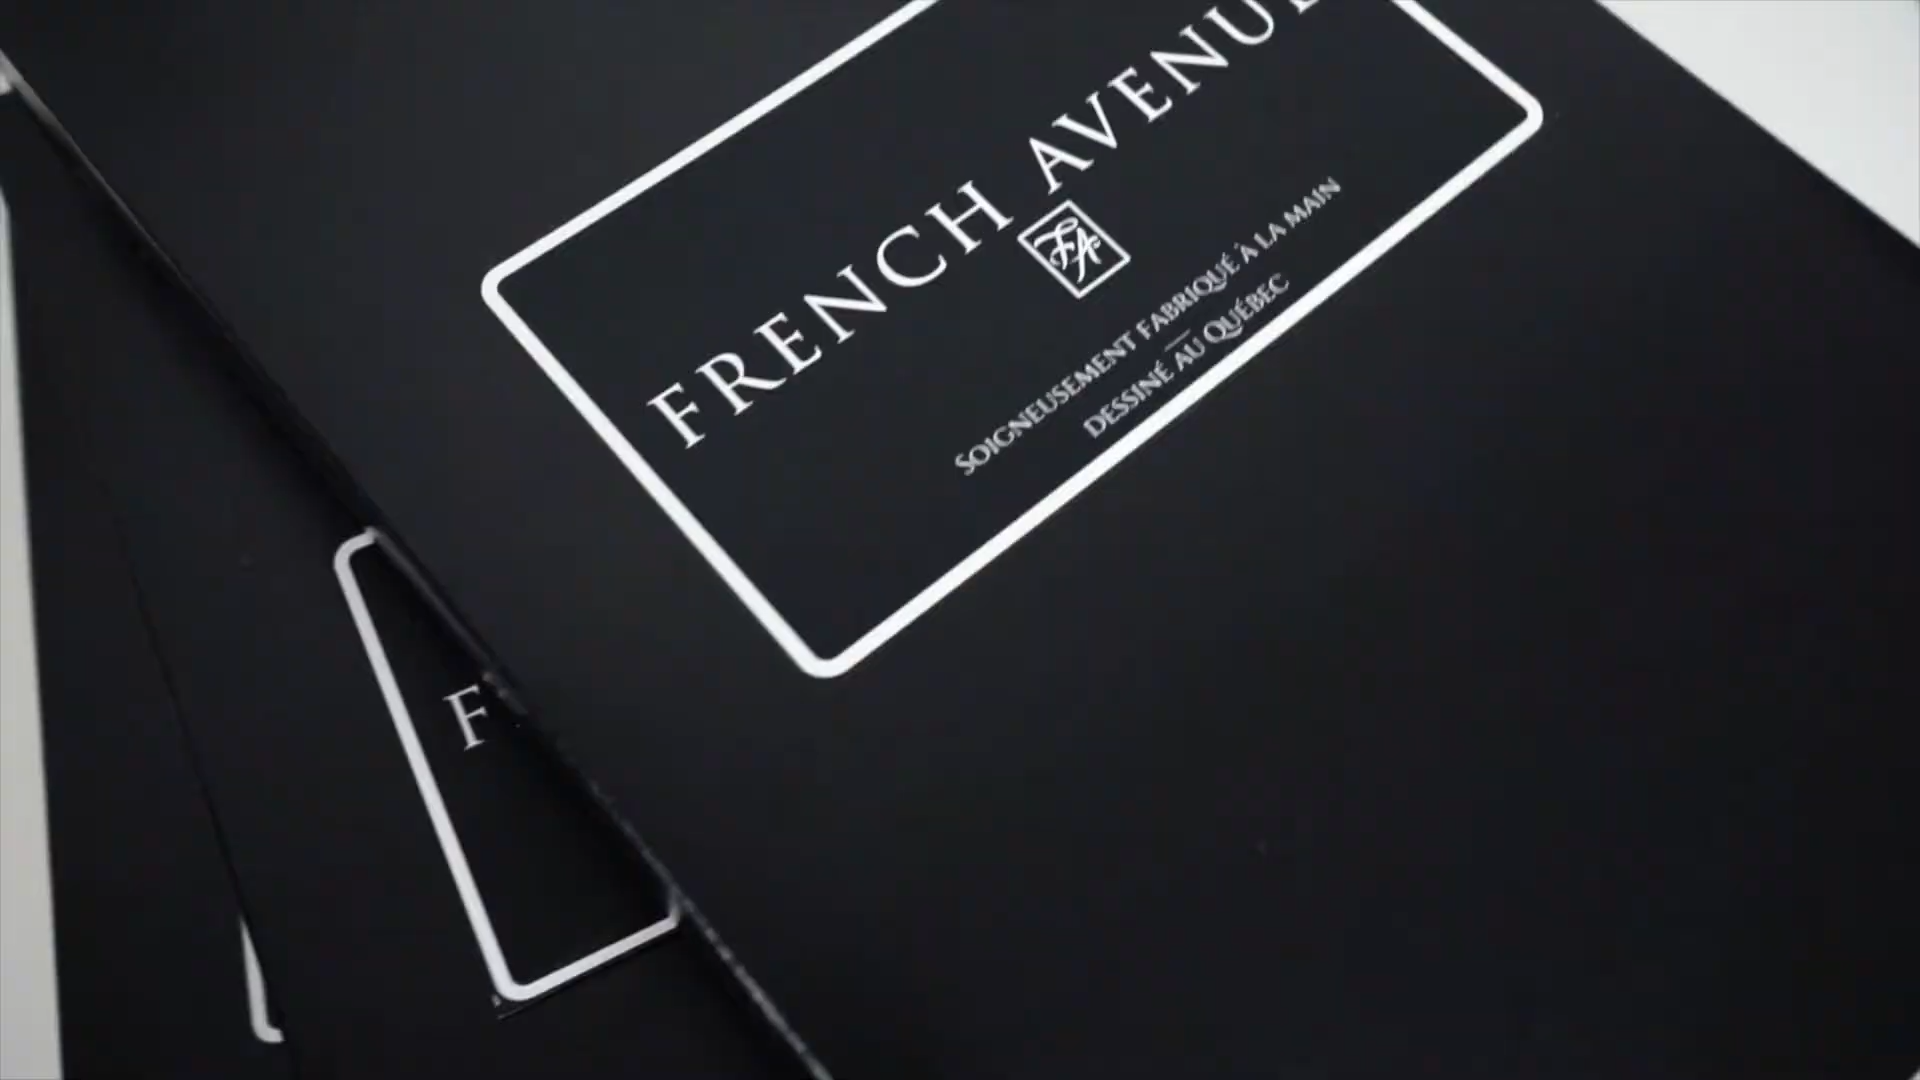 FRENCH AVENUE
FA
SOIGNEUSEMENT FABRIQUÉ À LA MAIN
DESSINÉ AU QUÉBEC
F